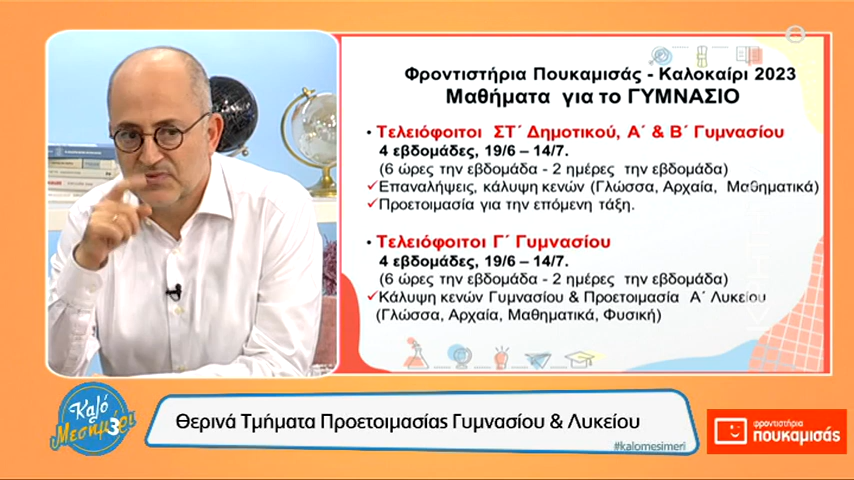 Φροντιστήρια Πουκαμισάς - Καλοκαίρι 2023
Μαθήματα για το ΓΥΜΝΑΣΙΟ
• Τελειόφοιτοι ΣΤ΄ Δημοτικού, Α΄ & Β΄ Γυμνασίου
4 εβδομάδες, 19/6 – 14/7.
(6 ώρες την εβδομάδα - 2 ημέρες την εβδομάδα)
✓Επαναλήψεις, κάλυψη κενών (Γλώσσα, Αρχαία, Μαθηματικά)
✓Προετοιμασία για την επόμενη τάξη.
• Τελειόφοιτοι Γ΄ Γυμνασίου
4 εβδομάδες, 19/6 – 14/7.
(6 ώρες την εβδομάδα - 2 ημέρες την εβδομάδα)
✓Κάλυψη κενών Γυμνασίου & Προετοιμασία Α΄ Λυκείου
(Γλώσσα, Αρχαία, Μαθηματικά, Φυσική)
Καλό
Μεσημέρι
3
Θερινά Τμήματα Προετοιμασίας Γυμνασίου & Λυκείου
#kalomesimeri
φροντιστήρια
πουκαμισάς